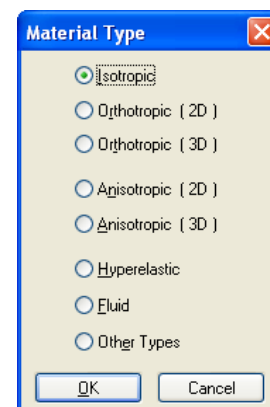 Material Type
Isotropic
Orthotropic ( 2D )
Orthotropic ( 3D )
Anisotropic ( 2D )
Anisotropic ( 3D )
Hyperelastic
Fluid
Other Types
OK
Cancel